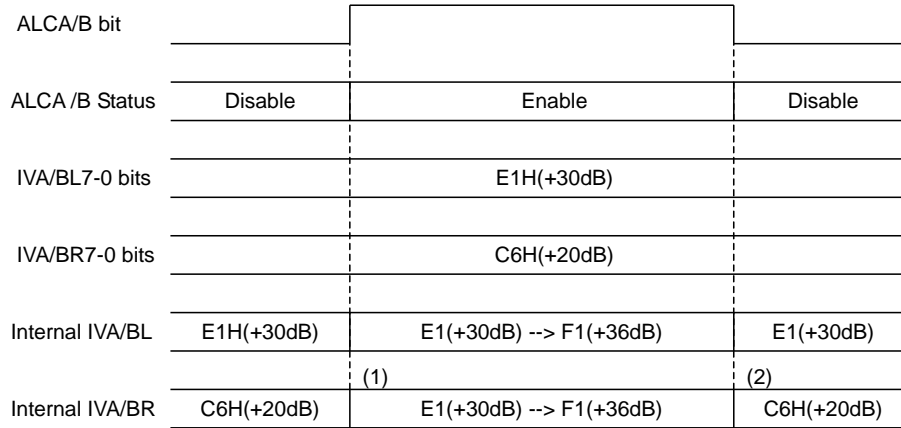 ALCA/B bit
ALCA /B Status Disable Enable Disable
IVA/BL7-0 bits E1H(+30dB)
IVA/BR7-0 bits C6H(+20dB)
Internal IVA/BL E1H(+30dB) E1(+30dB) --> F1(+36dB) E1(+30dB)
(1) (2)
Internal IVA/BR C6H(+20dB) E1(+30dB) --> F1(+36dB) C6H(+20dB)